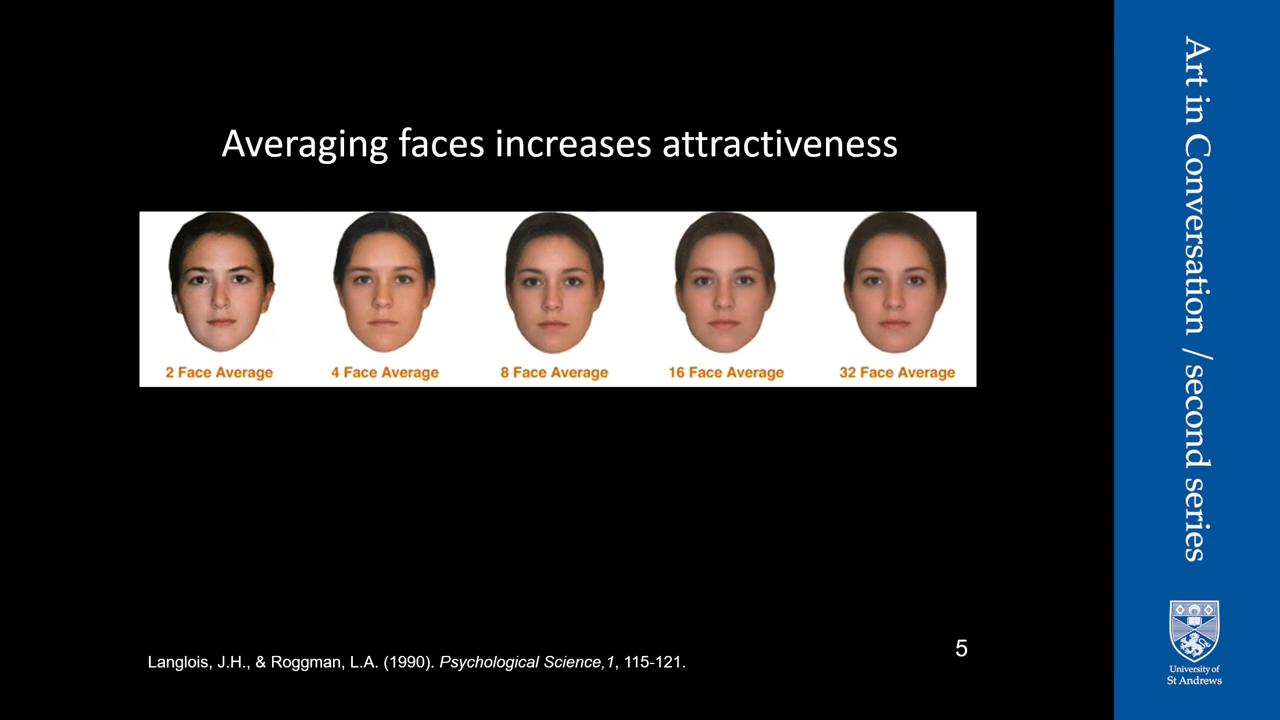 Averaging faces increases attractiveness
2 Face Average
4 Face Average
8 Face Average
16 Face Average
32 Face Average
Langlois, J.H., & Roggman, L.A. (1990). Psychological Science,1, 115-121.
5
Art in Conversation / second series
University of
St Andrews